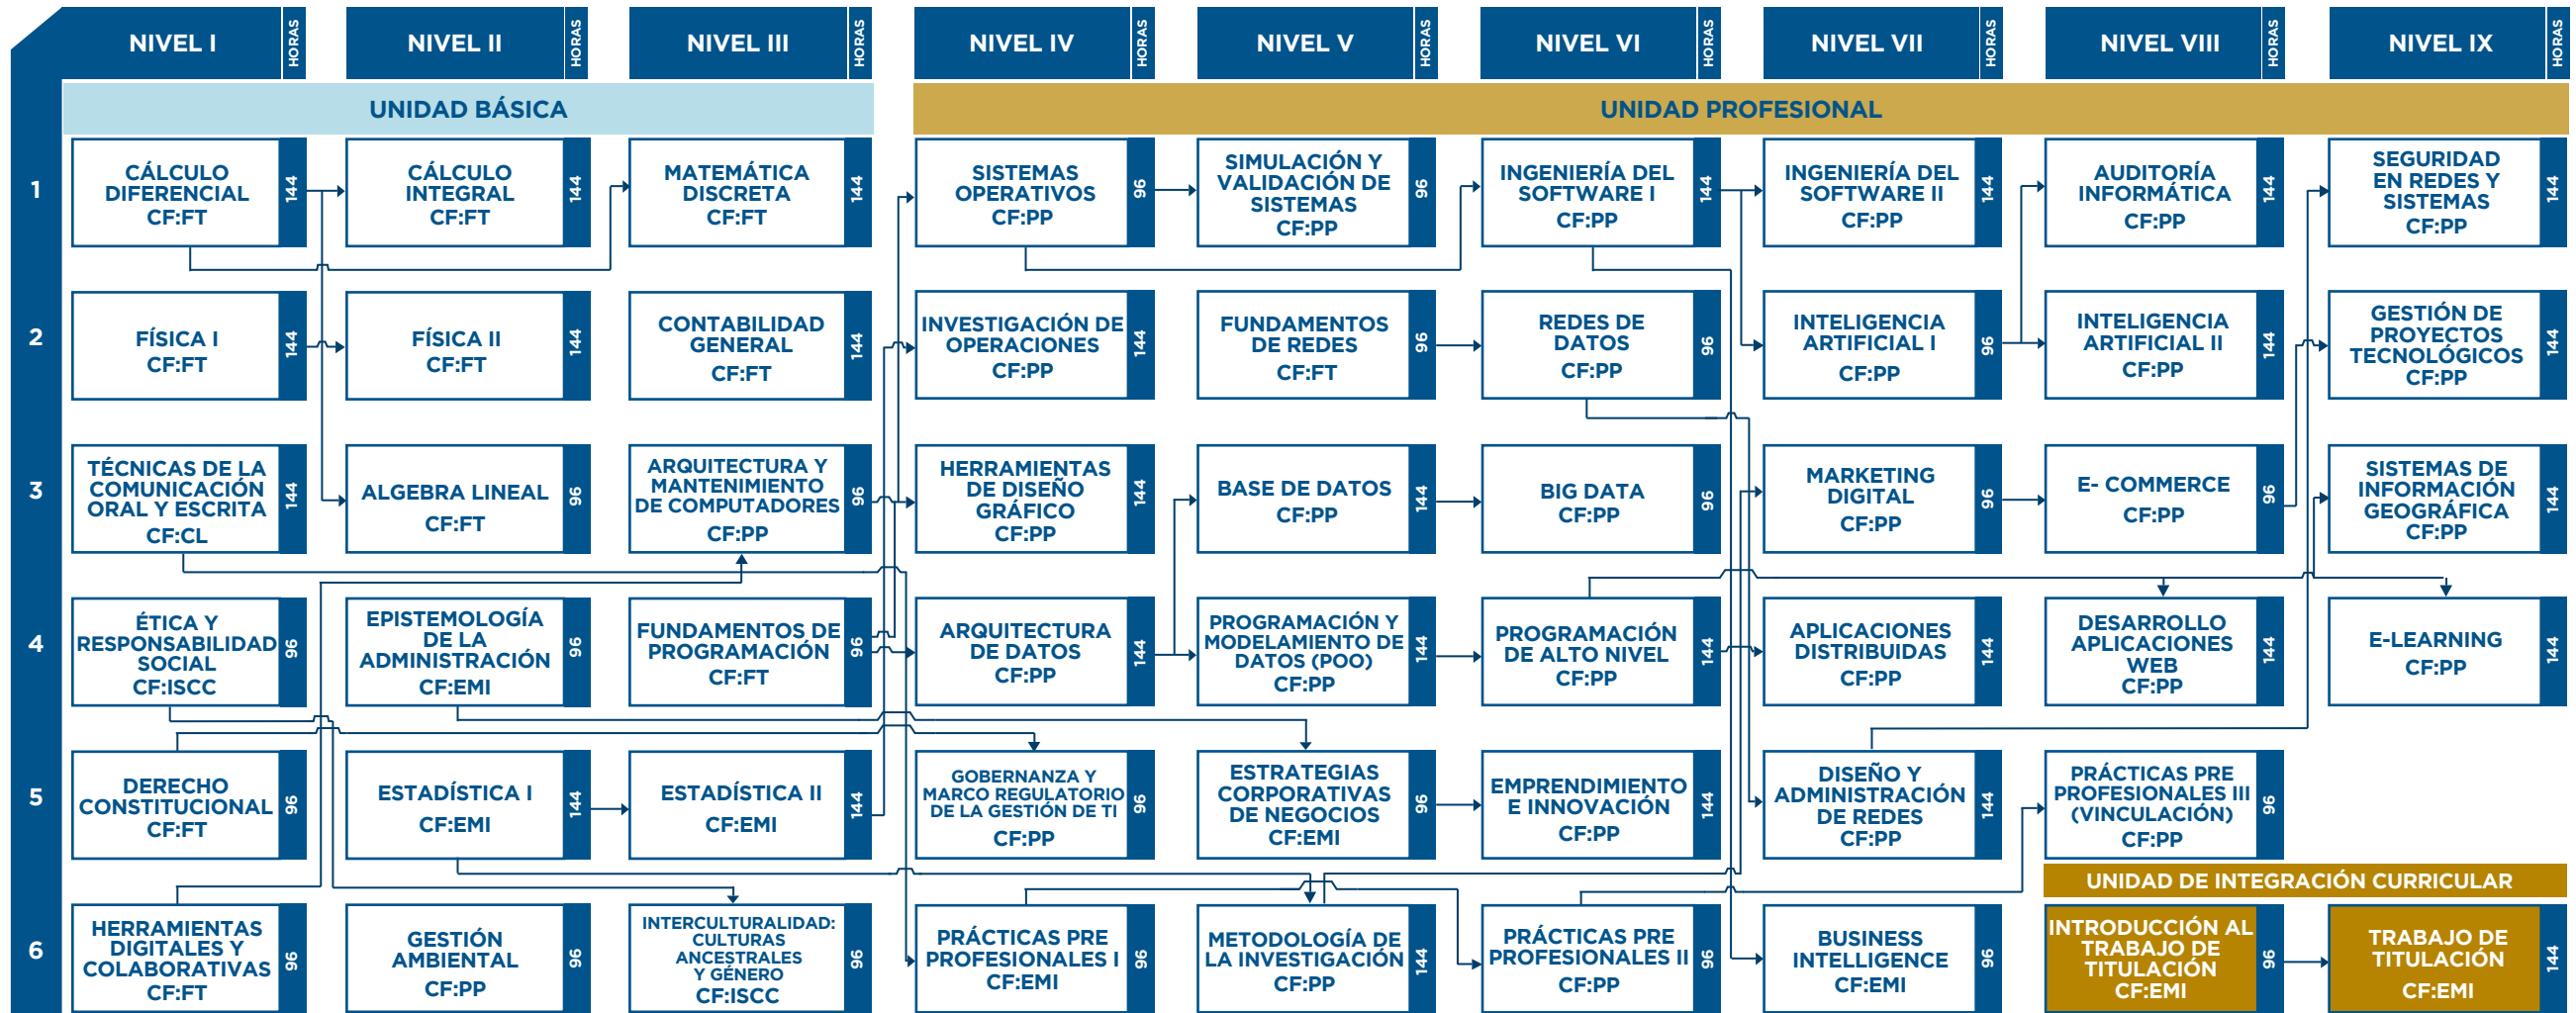 NIVEL I
HORAS
NIVEL II
HORAS
NIVEL III
HORAS
NIVEL IV
HORAS
NIVEL V
HORAS
NIVEL VI
HORAS
NIVEL VII
HORAS
NIVEL VIII
HORAS
NIVEL IX
HORAS
UNIDAD BÁSICA
UNIDAD PROFESIONAL
1
CÁLCULO
DIFERENCIAL
CF:FT
144
CÁLCULO
INTEGRAL
CF:FT
144
MATEMÁTICA
DISCRETA
CF:FT
144
SISTEMAS
OPERATIVOS
CF:PP
96
SIMULACIÓN Y
VALIDACIÓN DE
SISTEMAS
CF:PP
96
INGENIERÍA DEL
SOFTWARE I
CF:PP
144
INGENIERÍA DEL
SOFTWARE II
CF:PP
144
AUDITORÍA
INFORMÁTICA
CF:PP
144
SEGURIDAD
EN REDES Y
SISTEMAS
CF:PP
144
2
FÍSICA I
CF:FT
144
FÍSICA II
CF:FT
144
CONTABILIDAD
GENERAL
CF:FT
144
INVESTIGACIÓN DE
OPERACIONES
CF:PP
144
FUNDAMENTOS
DE REDES
CF:FT
96
REDES DE
DATOS
CF:PP
96
INTELIGENCIA
ARTIFICIAL I
CF:PP
96
INTELIGENCIA
ARTIFICIAL II
CF:PP
144
GESTIÓN DE
PROYECTOS
TECNOLÓGICOS
CF:PP
144
3
TÉCNICAS DE LA
COMUNICACIÓN
ORAL Y ESCRITA
CF:CL
144
ALGEBRA LINEAL
CF:FT
96
ARQUITECTURA Y
MANTENIMIENTO
DE COMPUTADORES
CF:PP
96
HERRAMIENTAS
DE DISEÑO
GRÁFICO
CF:PP
144
BASE DE DATOS
CF:PP
144
BIG DATA
CF:PP
96
MARKETING
DIGITAL
CF:PP
96
E- COMMERCE
CF:PP
96
SISTEMAS DE
INFORMACIÓN
GEOGRÁFICA
CF:PP
144
4
ÉTICA Y
RESPONSABILIDAD
SOCIAL
CF:ISCC
96
EPISTEMOLOGÍA
DE LA
ADMINISTRACIÓN
CF:EMI
96
FUNDAMENTOS DE
PROGRAMACIÓN
CF:FT
96
ARQUITECTURA
DE DATOS
CF:PP
144
PROGRAMACIÓN Y
MODELAMIENTO DE
DATOS (POO)
CF:PP
144
PROGRAMACIÓN
DE ALTO NIVEL
CF:PP
144
APLICACIONES
DISTRIBUIDAS
CF:PP
144
DESARROLLO
APLICACIONES
WEB
CF:PP
144
E-LEARNING
CF:PP
144
5
DERECHO
CONSTITUCIONAL
CF:FT
96
ESTADÍSTICA I
CF:EMI
144
ESTADÍSTICA II
CF:EMI
144
GOBERNANZA Y
MARCO REGULATORIO
DE LA GESTIÓN DE TI
CF:PP
96
ESTRATEGIAS
CORPORATIVAS
DE NEGOCIOS
CF:EMI
96
EMPRENDIMIENTO
E INNOVACIÓN
CF:PP
144
DISEÑO Y
ADMINISTRACIÓN
DE REDES
CF:PP
144
PRÁCTICAS PRE
PROFESIONALES III
(VINCULACIÓN)
CF:PP
96
UNIDAD DE INTEGRACIÓN CURRICULAR
6
HERRAMIENTAS
DIGITALES Y
COLABORATIVAS
CF:FT
96
GESTIÓN
AMBIENTAL
CF:PP
96
INTERCULTURALIDAD:
CULTURAS
ANCESTRALES
Y GÉNERO
CF:ISCC
96
PRÁCTICAS PRE
PROFESIONALES I
CF:EMI
96
METODOLOGÍA DE
LA INVESTIGACIÓN
CF:PP
144
PRÁCTICAS PRE
PROFESIONALES II
CF:PP
96
BUSINESS
INTELLIGENCE
CF:EMI
96
INTRODUCCIÓN AL
TRABAJO DE
TITULACIÓN
CF:EMI
96
TRABAJO DE
TITULACIÓN
CF:EMI
144